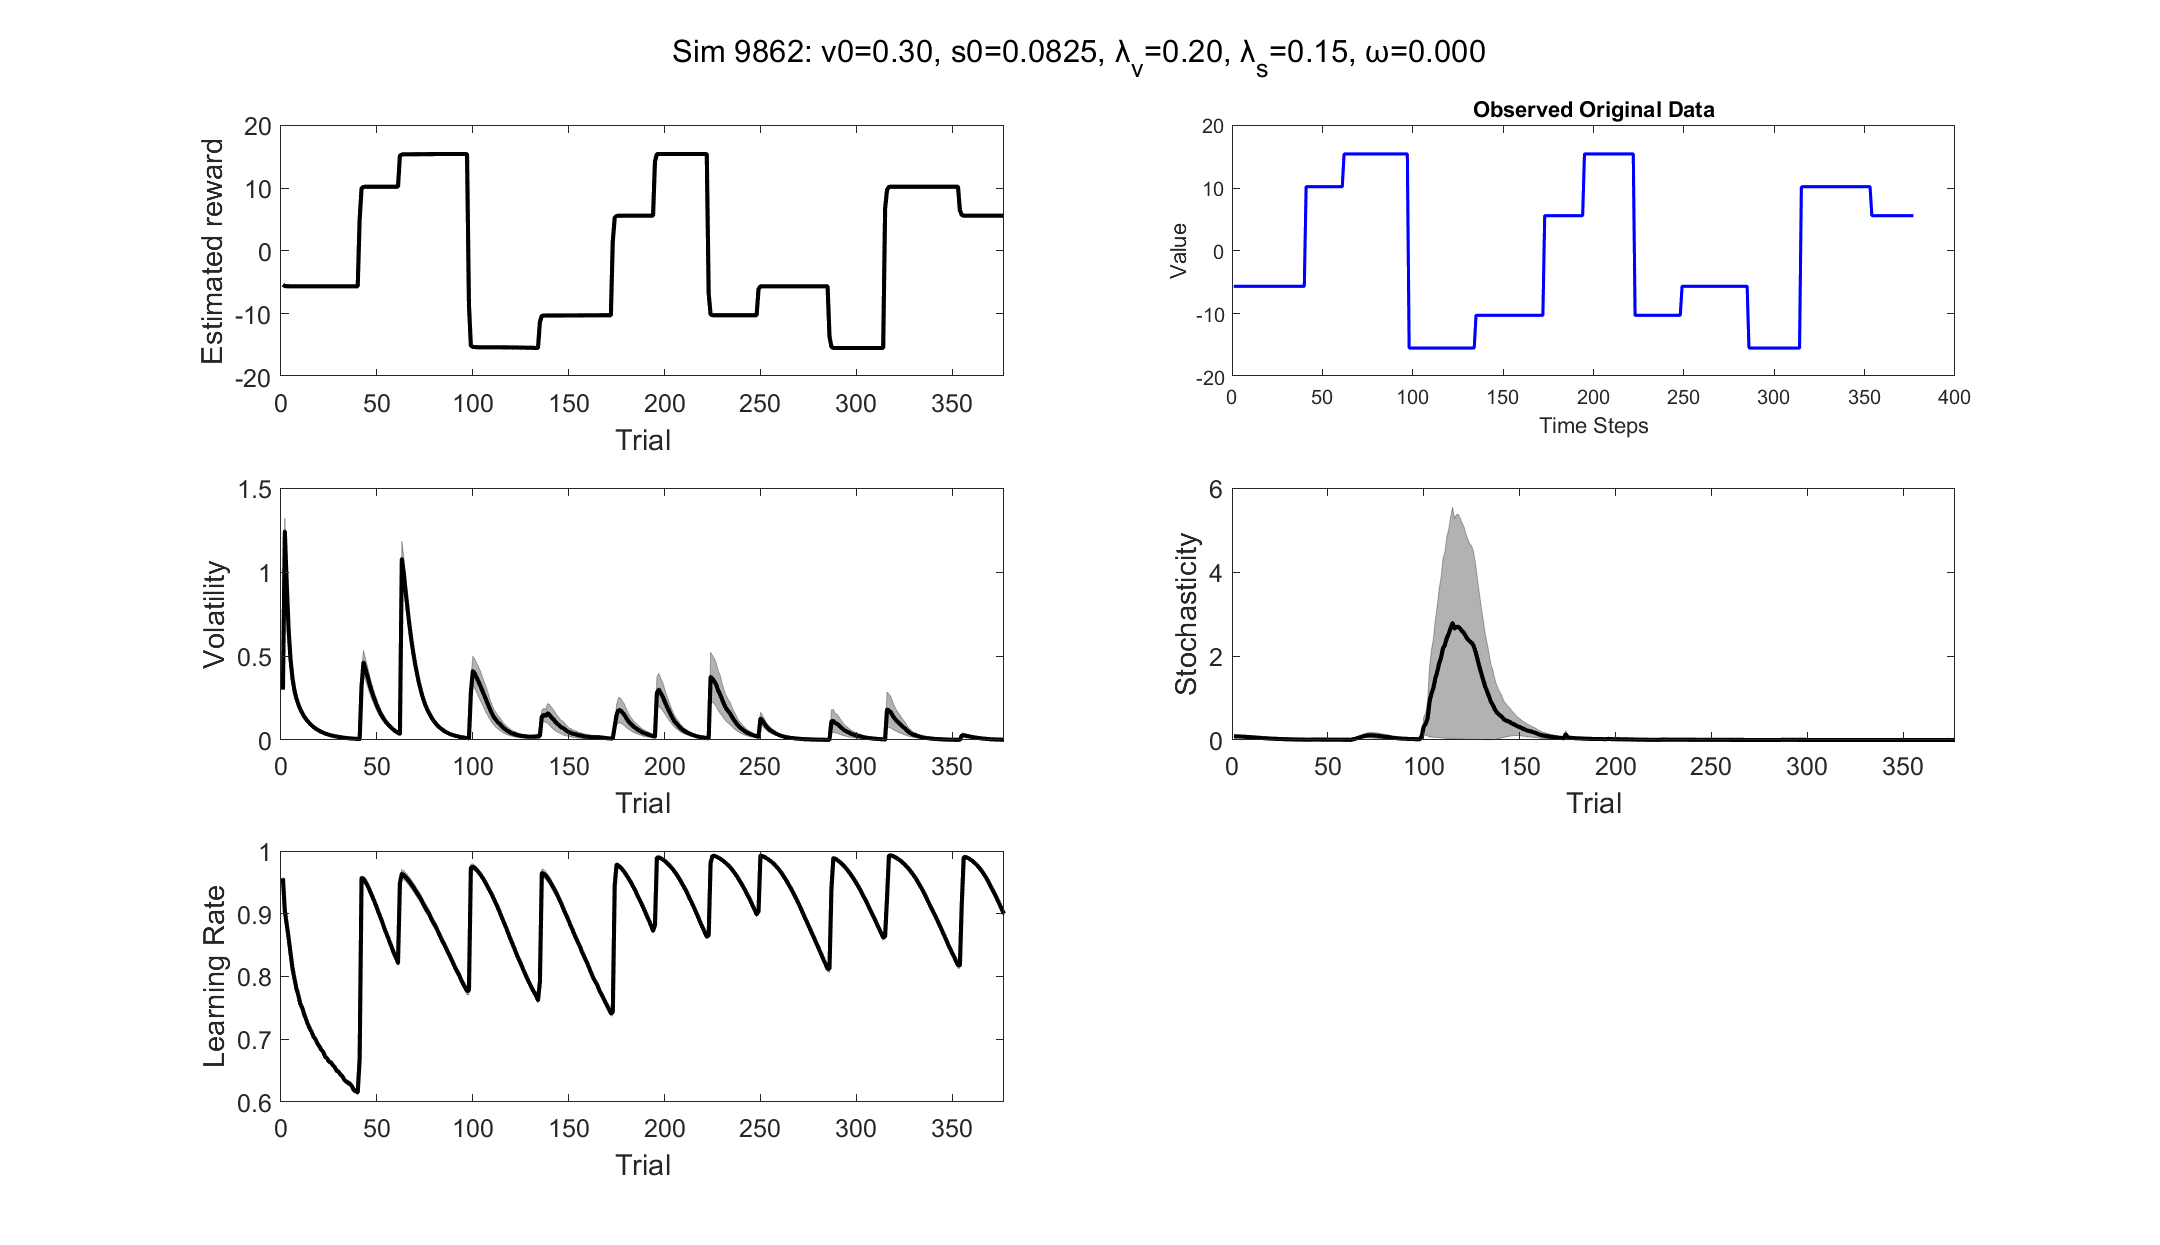 Sim 9862: v0=0.30, s0=0.0825, λv=0.20, λs=0.15, ω=0.000
Estimated reward
20
10
0
-10
-20
0 50 100 150 200 250 300 350
Trial
Observed Original Data
Value
20
10
0
-10
-20
0 50 100 150 200 250 300 350 400
Time Steps
Volatility
1.5
1
0.5
0
0 50 100 150 200 250 300 350
Trial
Stochasticity
6
4
2
0
0 50 100 150 200 250 300 350
Trial
Learning Rate
1
0.9
0.8
0.7
0.6
0 50 100 150 200 250 300 350
Trial